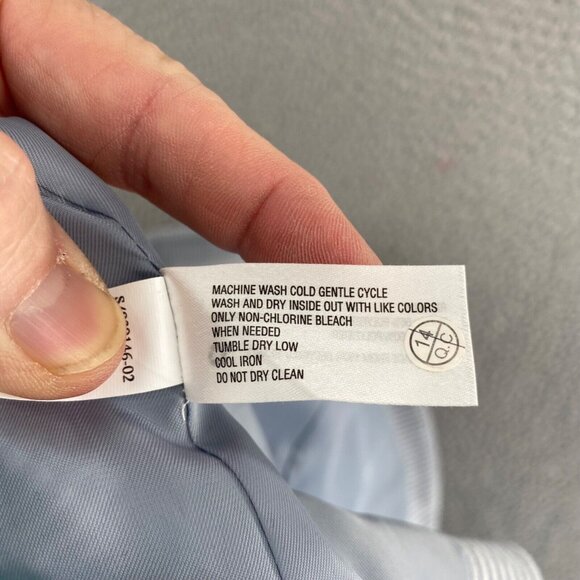 MACHINE WASH COLD GENTLE CYCLE
WASH AND DRY INSIDE OUT WITH LIKE COLORS
ONLY NON-CHLORINE BLEACH
WHEN NEEDED
TUMBLE DRY LOW
COOL IRON
DO NOT DRY CLEAN
14
Q.C